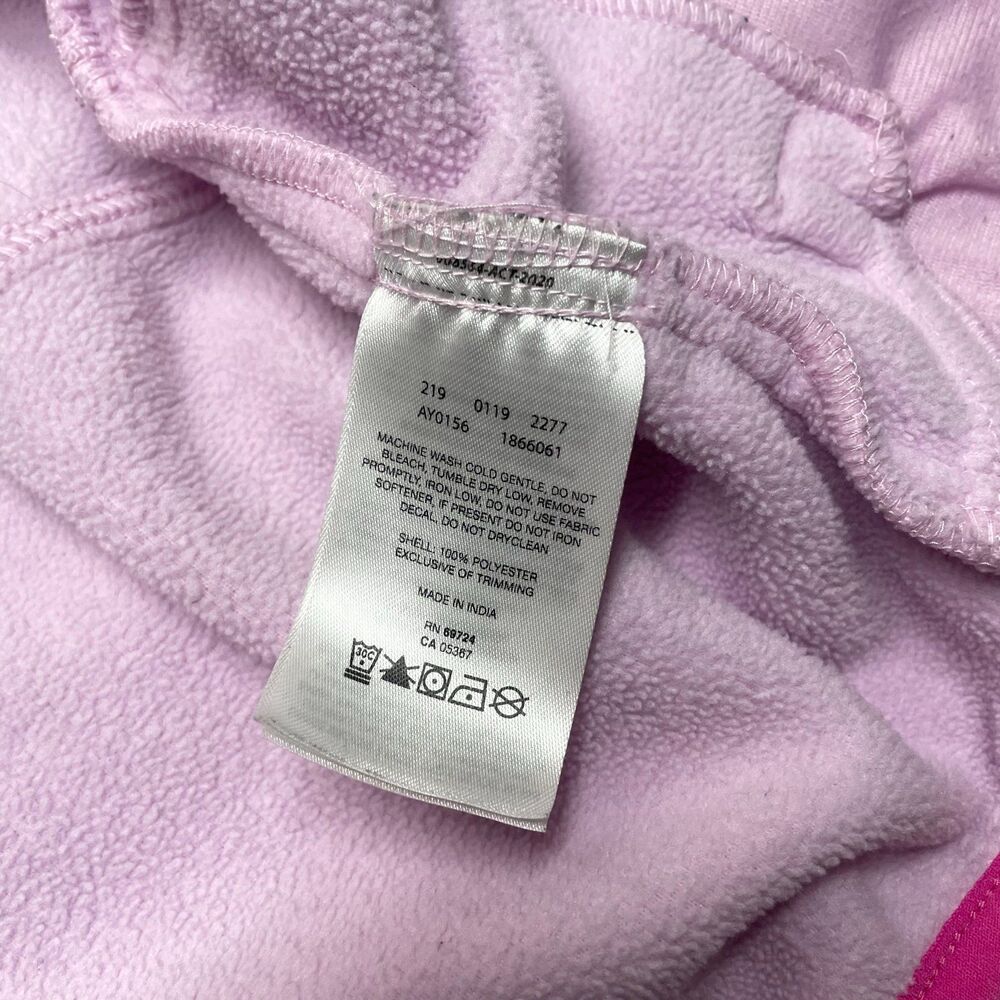 219 0119 2277
AY0156 1866061
MACHINE WASH COLD GENTLE, DO NOT
BLEACH, TUMBLE DRY LOW, REMOVE
PROMPTLY, IRON LOW, DO NOT USE FABRIC
SOFTENER, IF PRESENT DO NOT IRON
DECAL, DO NOT DRYCLEAN
SHELL: 100% POLYESTER
EXCLUSIVE OF TRIMMING
MADE IN INDIA
RN 69724
CA 05367
30C